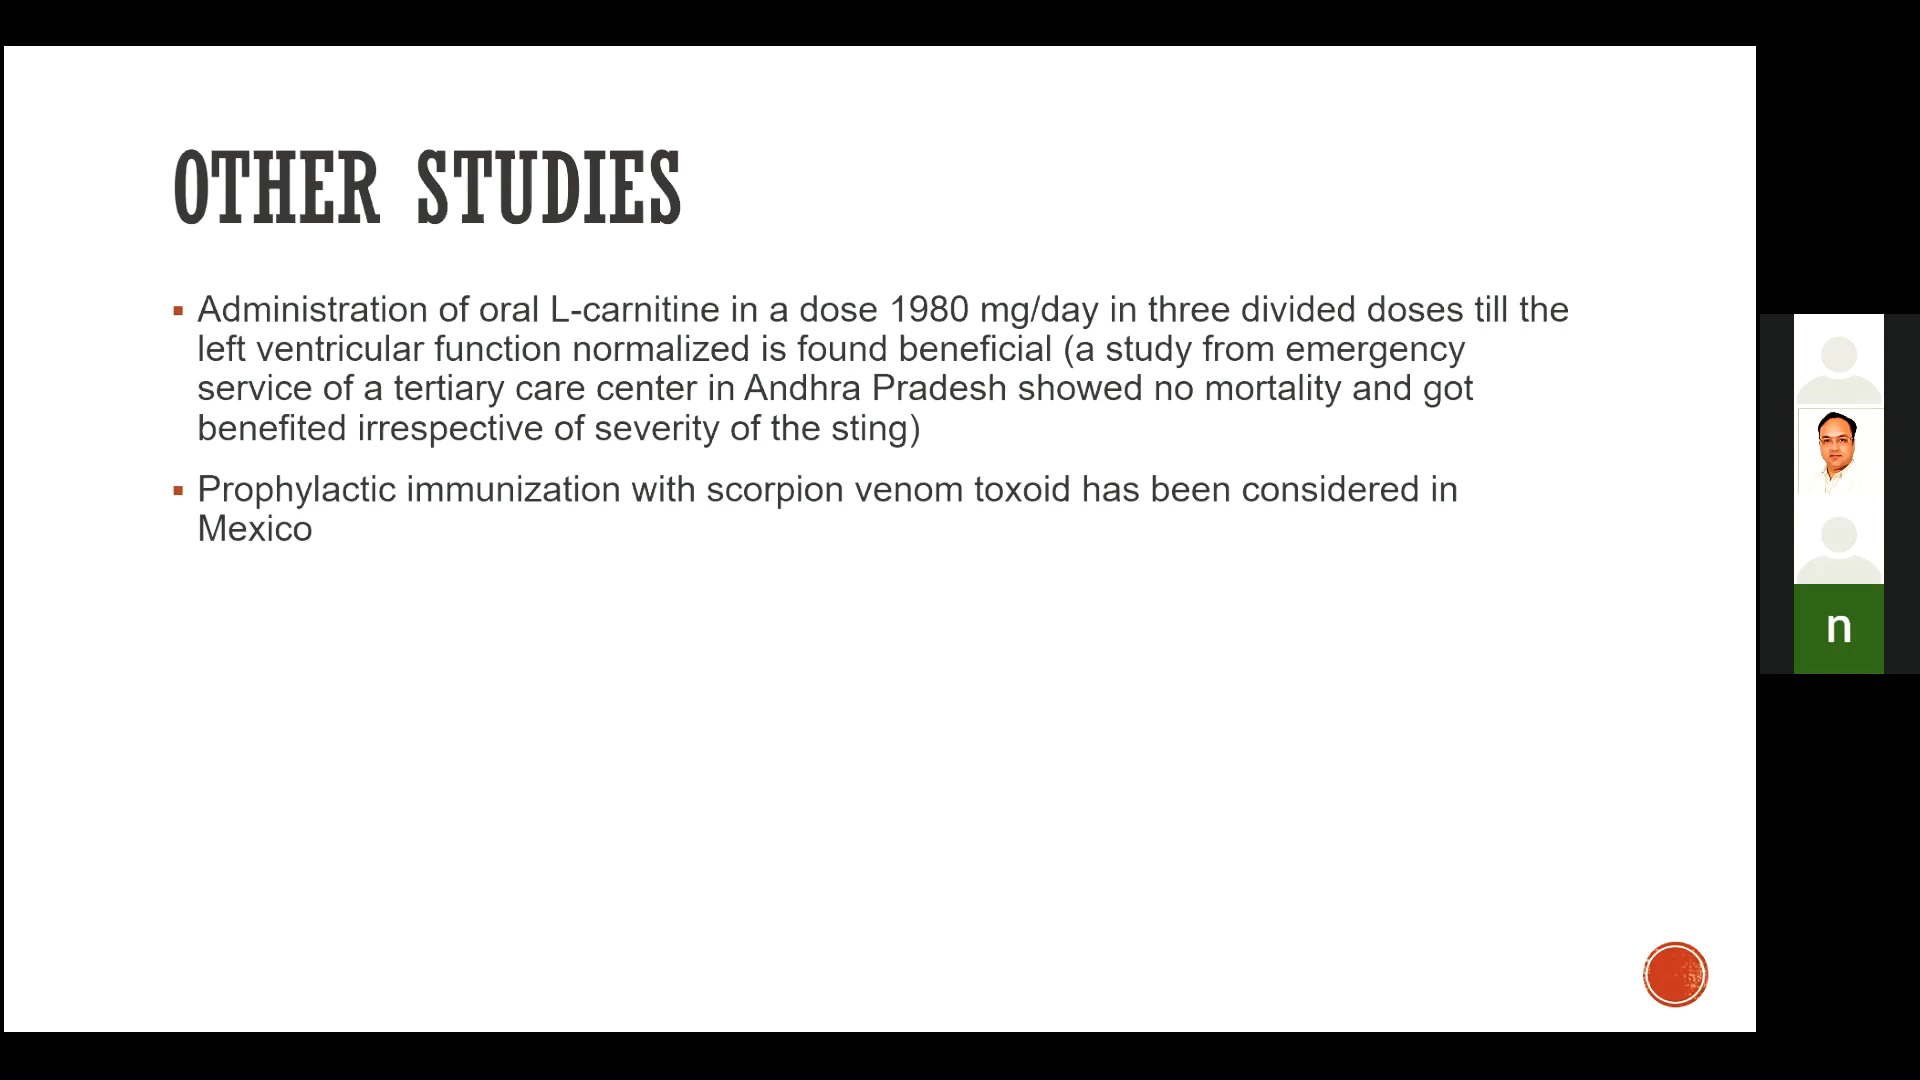 OTHER STUDIES
Administration of oral L-carnitine in a dose 1980 mg/day in three divided doses till the
left ventricular function normalized is found beneficial (a study from emergency
service of a tertiary care center in Andhra Pradesh showed no mortality and got
benefited irrespective of severity of the sting)
Prophylactic immunization with scorpion venom toxoid has been considered in
Mexico
n